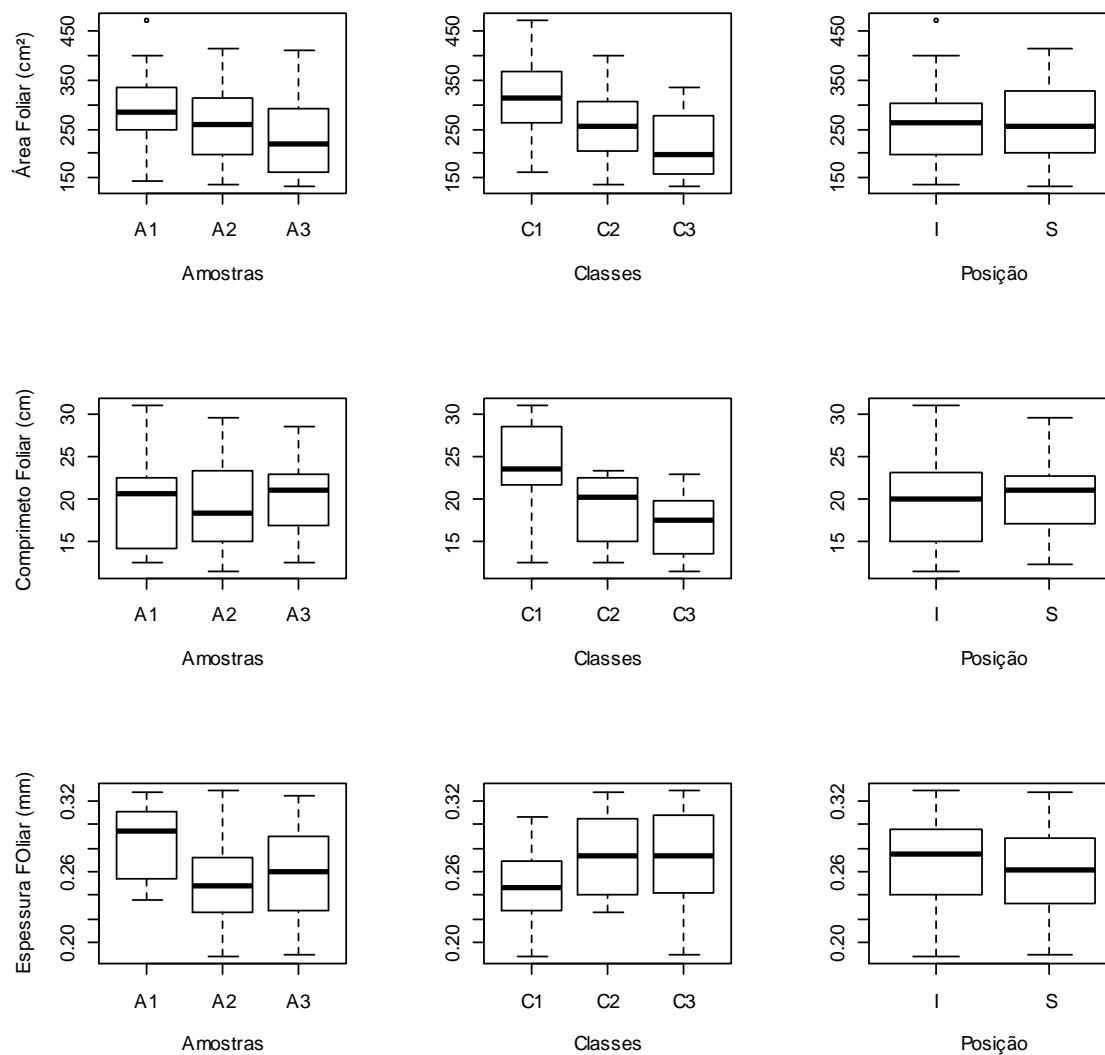 Área Foliar (cm²)
450
350
250
150
A1 A2 A3
Amostras
C1 C2 C3
Classes
450
350
250
150
I S
Posição
450
350
250
150
Comprimeto Foliar (cm)
30
25
20
15
A1 A2 A3
Amostras
30
25
20
15
C1 C2 C3
Classes
30
25
20
15
I S
Posição
Espessura FOliar (mm)
0.32
0.26
0.20
A1 A2 A3
Amostras
0.32
0.26
0.20
C1 C2 C3
Classes
0.32
0.26
0.20
I S
Posição